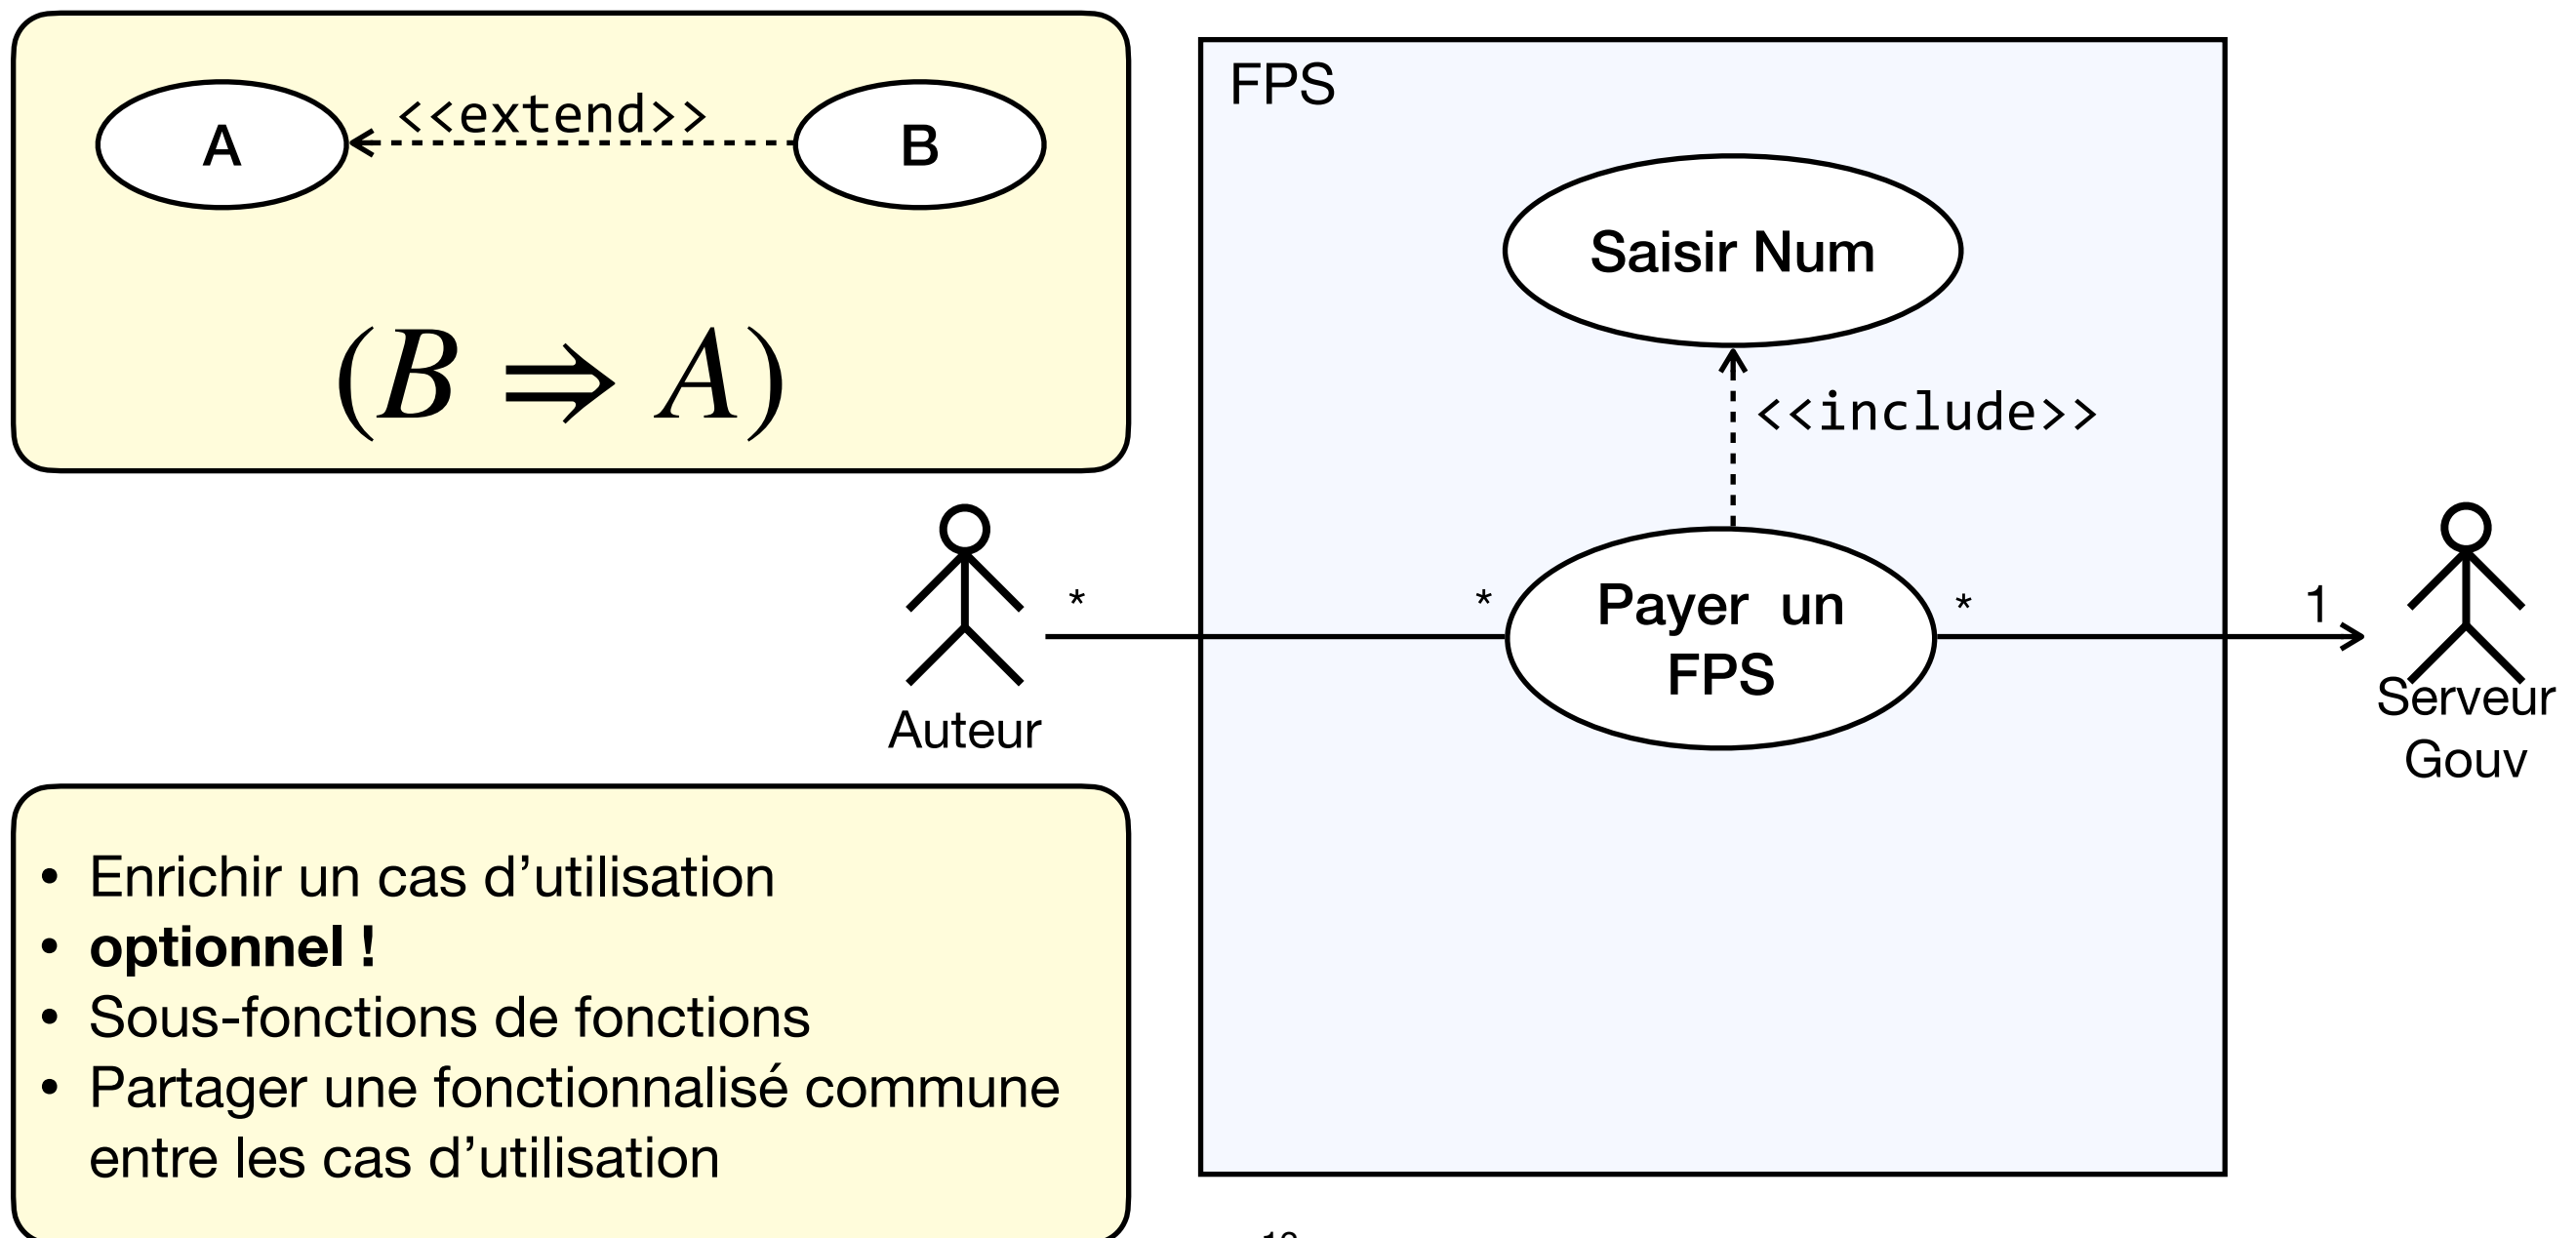 A
<<extend>>
B
(B ⇒ A)
FPS
Saisir Num
<<include>>
*
*
Payer un
FPS
*
1
Auteur
Serveur
Gouv
• Enrichir un cas d’utilisation
• optionnel !
• Sous-fonctions de fonctions
• Partager une fonctionnalisé commune
entre les cas d’utilisation